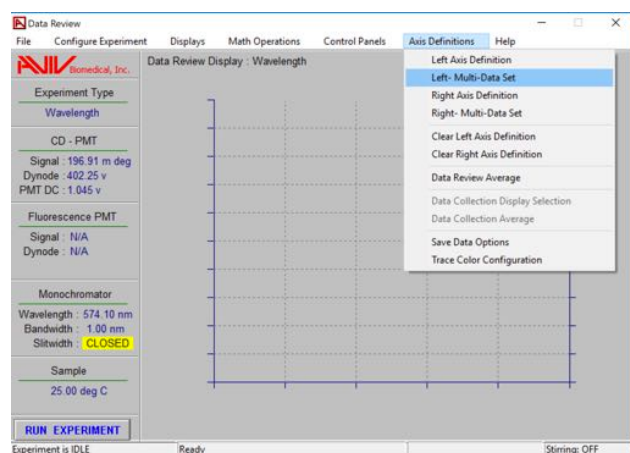 Data Review
File Configure Experiment Displays Math Operations Control Panels Axis Definitions Help
AVIV Biomedical, Inc.
Data Review Display : Wavelength
Experiment Type
Wavelength
CD - PMT
Signal : 196.91 m deg
Dynode : 402.25 v
PMT DC : 1.045 v
Fluorescence PMT
Signal : N/A
Dynode : N/A
Monochromator
Wavelength : 574.10 nm
Bandwidth : 1.00 nm
Slitwidth : CLOSED
Sample
25.00 deg C
RUN EXPERIMENT
Left Axis Definition
Left- Multi-Data Set
Right Axis Definition
Right- Multi-Data Set
Clear Left Axis Definition
Clear Right Axis Definition
Data Review Average
Data Collection Display Selection
Data Collection Average
Save Data Options
Trace Color Configuration
Experiment is IDLE Ready Stirring: OFF